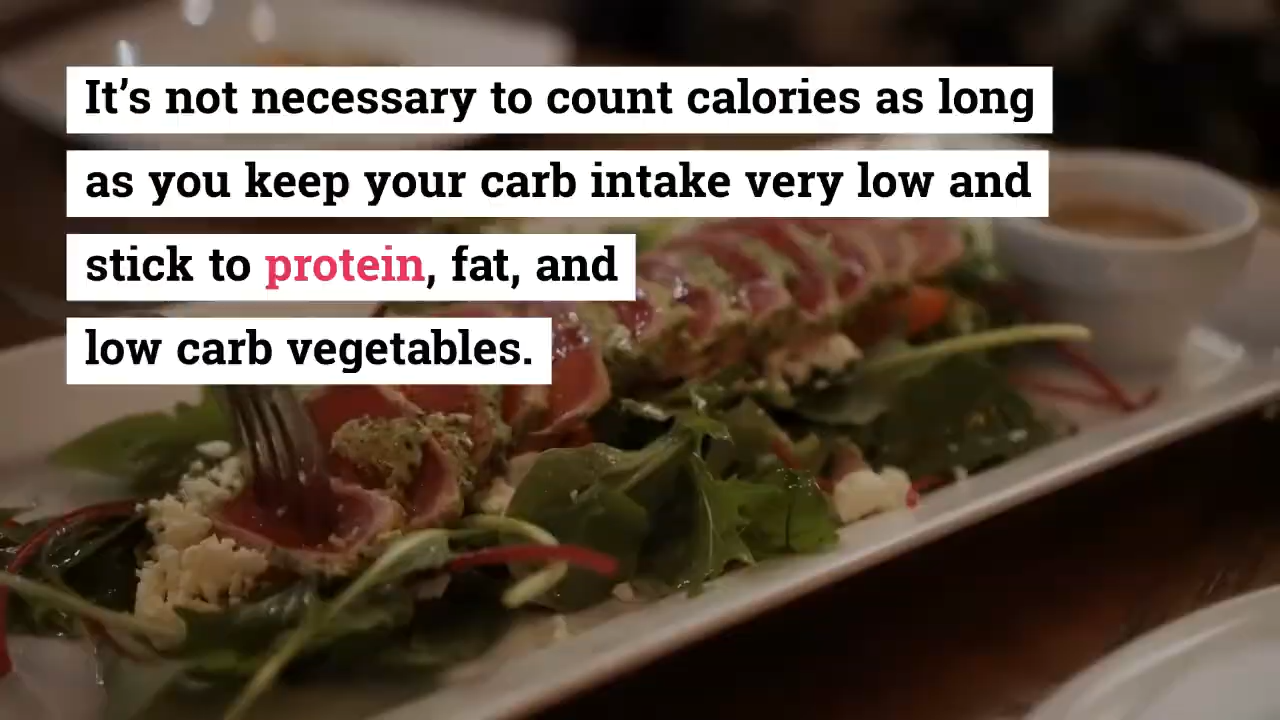 It’s not necessary to count calories as long
as you keep your carb intake very low and
stick to protein, fat, and
low carb vegetables.